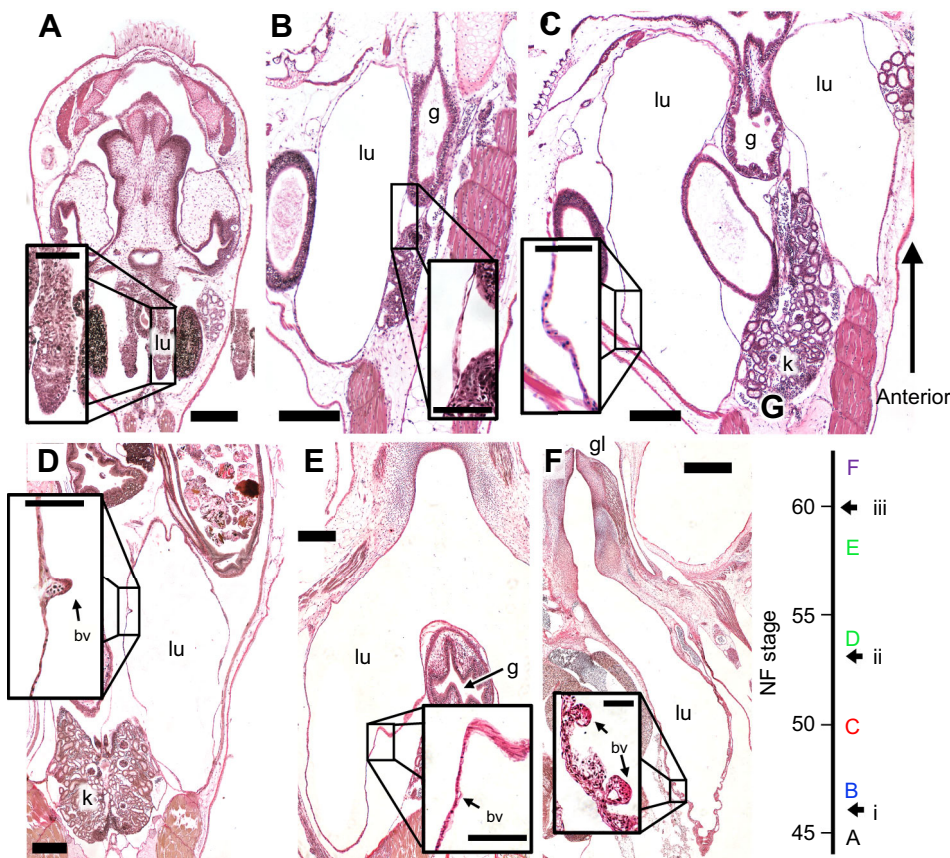 A
B
C
lu
lu
g
lu
g
lu
k
G
Anterior
D
E
F
gl
bv
lu
k
lu
g
bv
lu
bv
NF stage
F
60
iii
E
55
D
ii
50
C
B
i
45
A